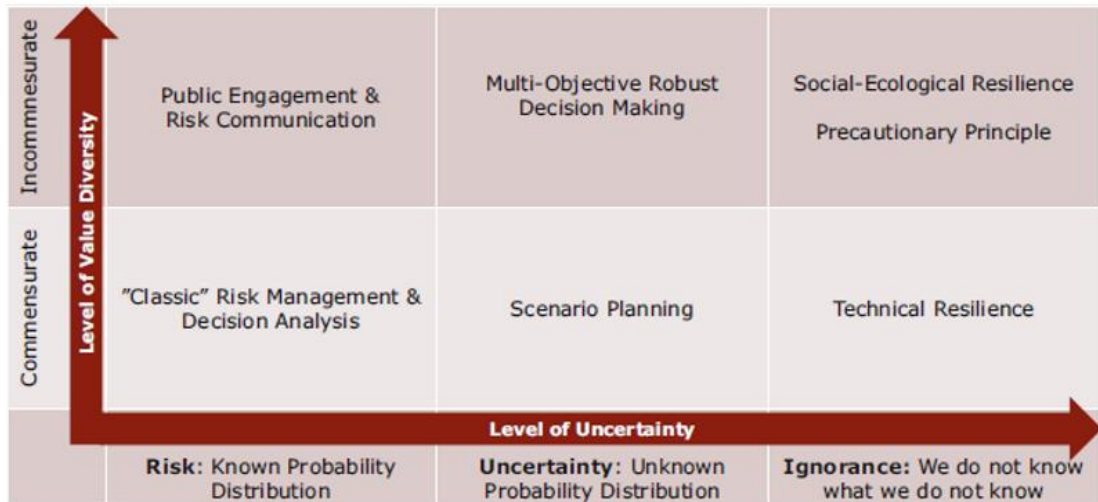 Incommnesurate
Level of Value Diversity
Public Engagement &
Risk Communication
Multi-Objective Robust
Decision Making
Social-Ecological Resilience
Precautionary Principle
Commensurate
”Classic” Risk Management &
Decision Analysis
Scenario Planning
Technical Resilience
Level of Uncertainty
Risk: Known Probability
Distribution
Uncertainty: Unknown
Probability Distribution
Ignorance: We do not know
what we do not know